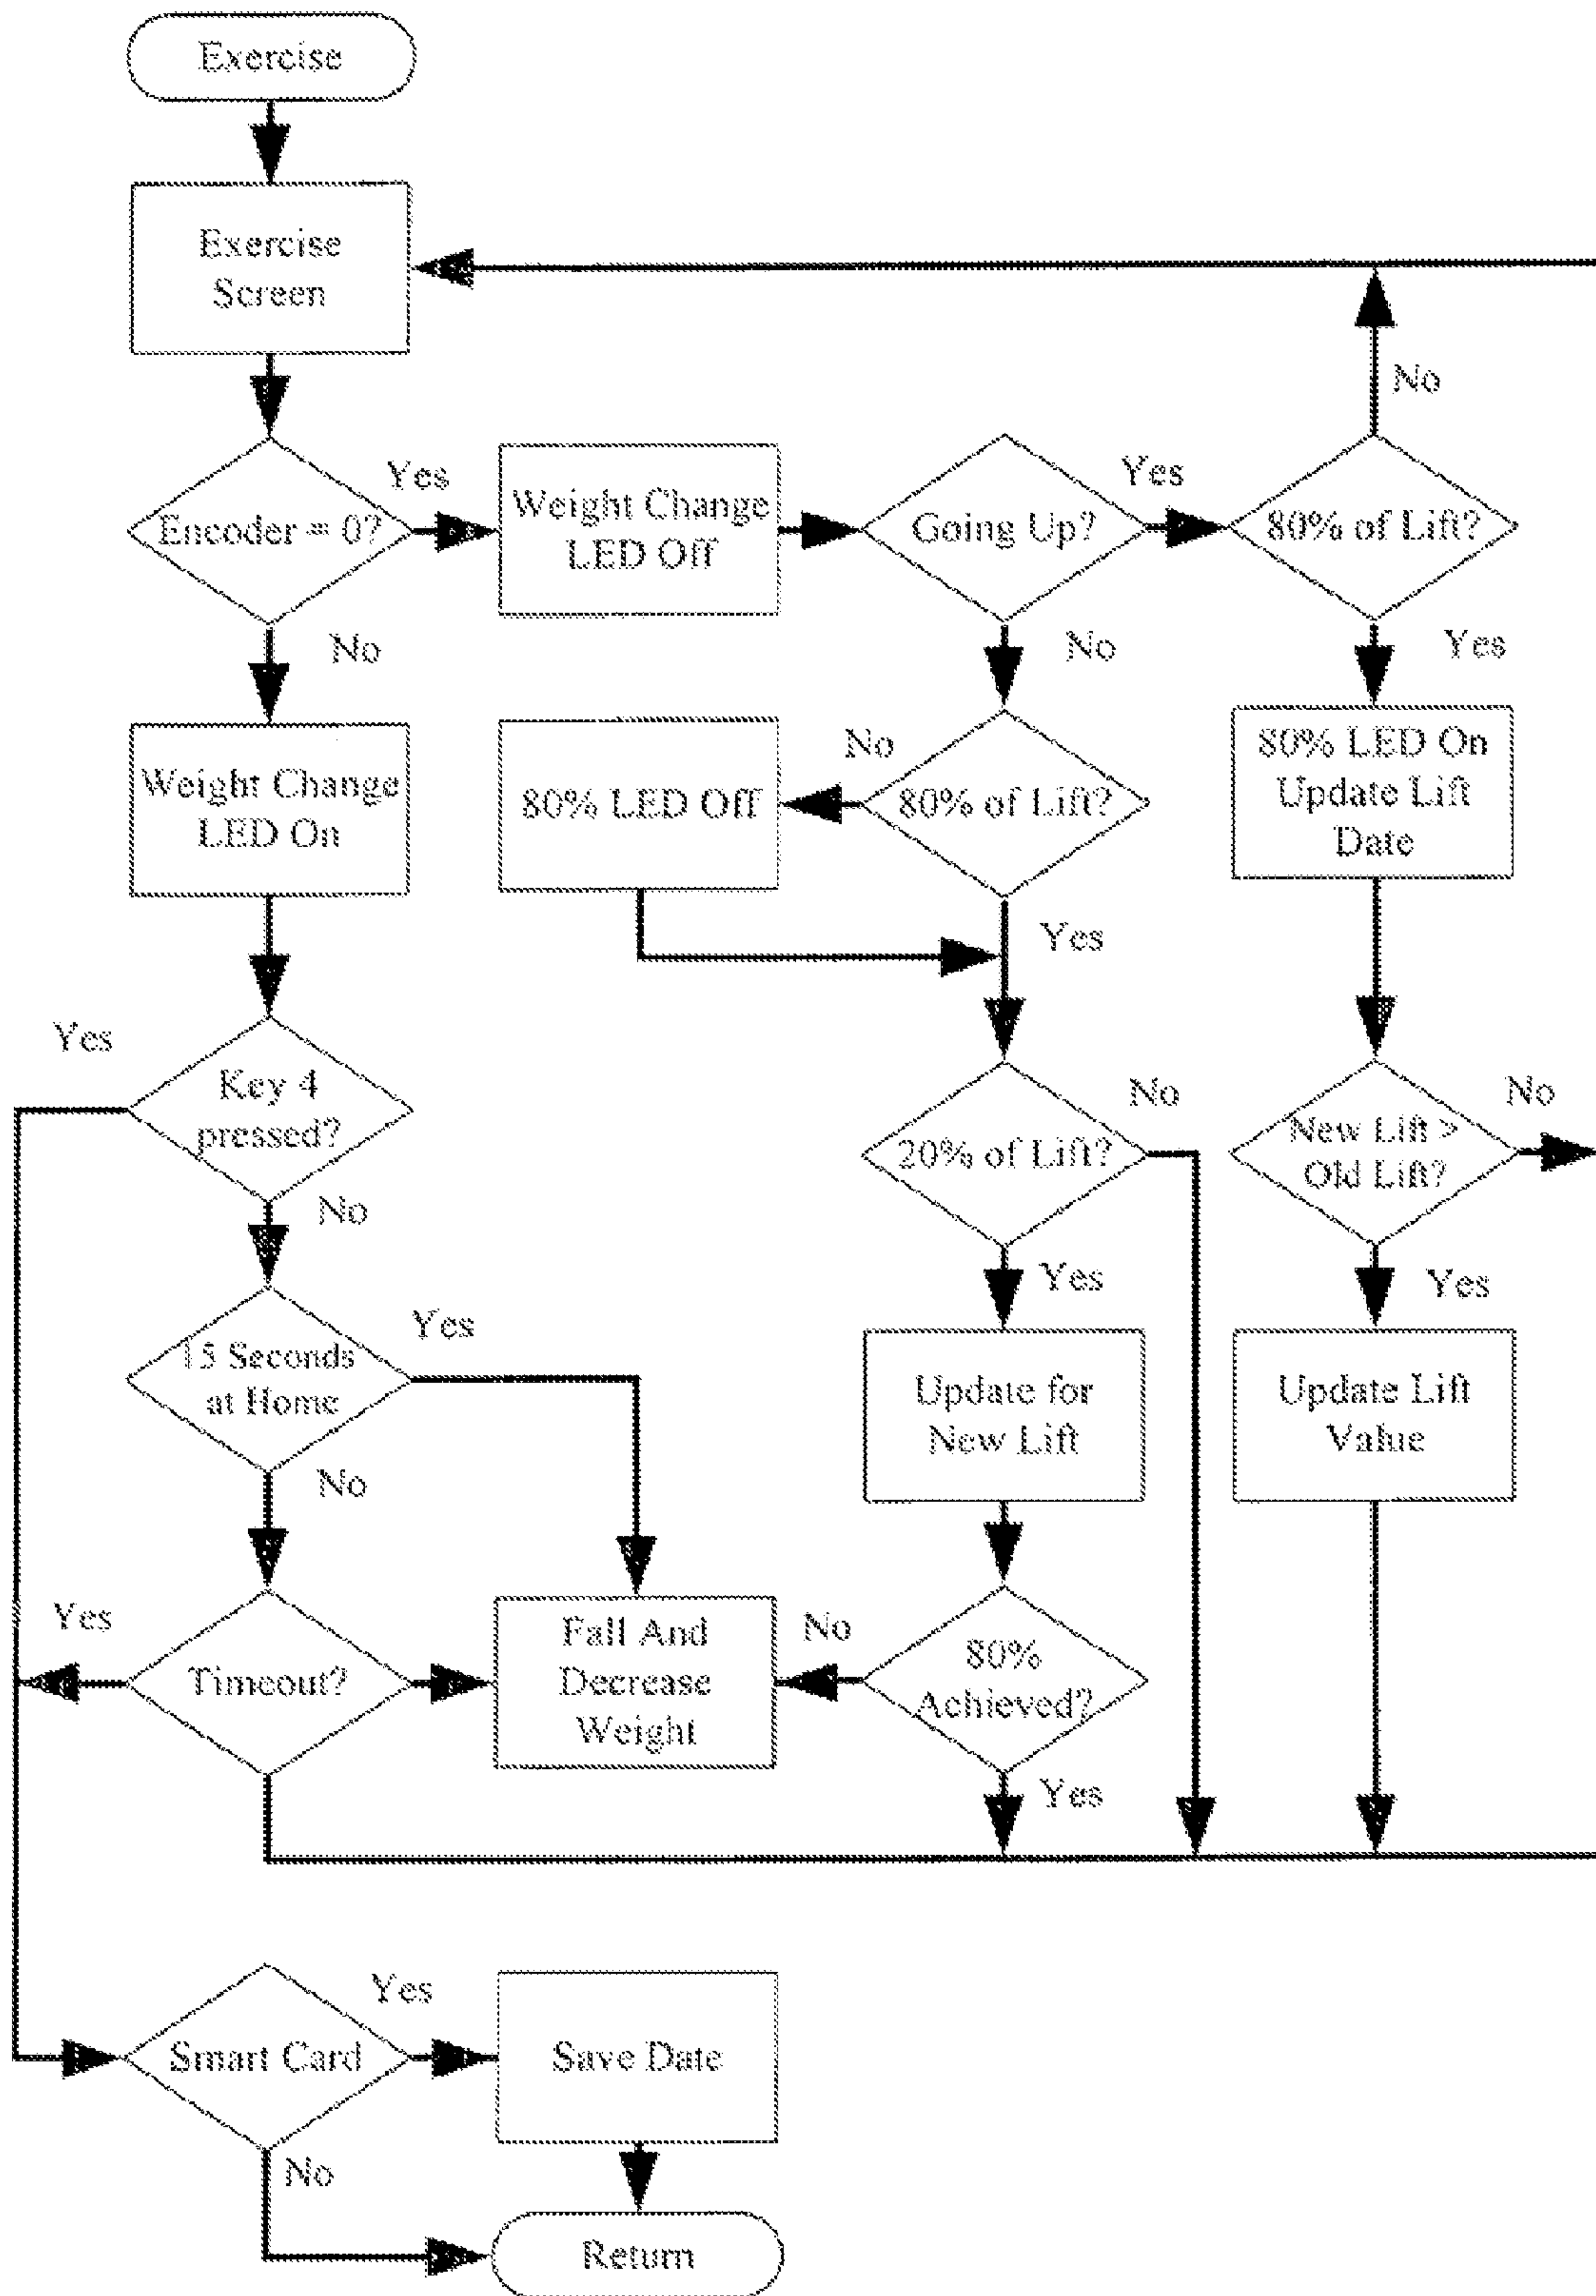 Exercise
Exercise
Screen
Encoder = 0?
Yes
No
Weight Change
LED Off
Going Up?
Yes
No
80% of Lift?
No
Yes
Weight Change
LED On
80% LED Off
No
80% of Lift?
Yes
80% LED On
Update Lift
Date
Yes
Key 4
pressed?
No
20% of Lift?
No
Yes
New Lift >
Old Lift?
No
Yes
15 Seconds
at Home
Yes
No
Update for
New Lift
Update Lift
Value
Yes
Timeout?
Fall And
Decrease
Weight
No
80%
Achieved?
Yes
Smart Card
Yes
No
Save Date
Return